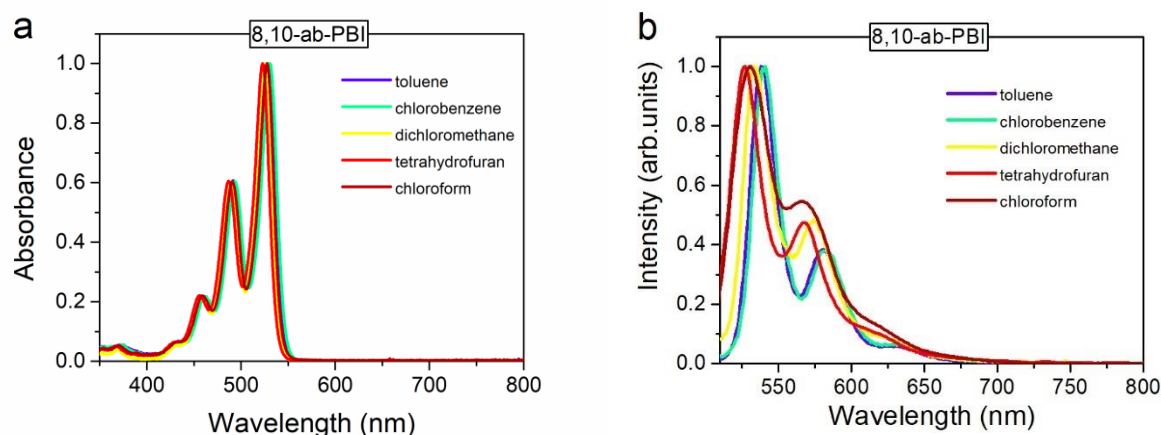 a
8,10-ab-PBI
toluene
chlorobenzene
dichloromethane
tetrahydrofuran
chloroform
Absorbance
1.0
0.8
0.6
0.4
0.2
0.0
400
500
600
700
800
Wavelength (nm)
b
8,10-ab-PBI
toluene
chlorobenzene
dichloromethane
tetrahydrofuran
chloroform
Intensity (arb.units)
1.0
0.8
0.6
0.4
0.2
0.0
550
600
650
700
750
800
Wavelength (nm)